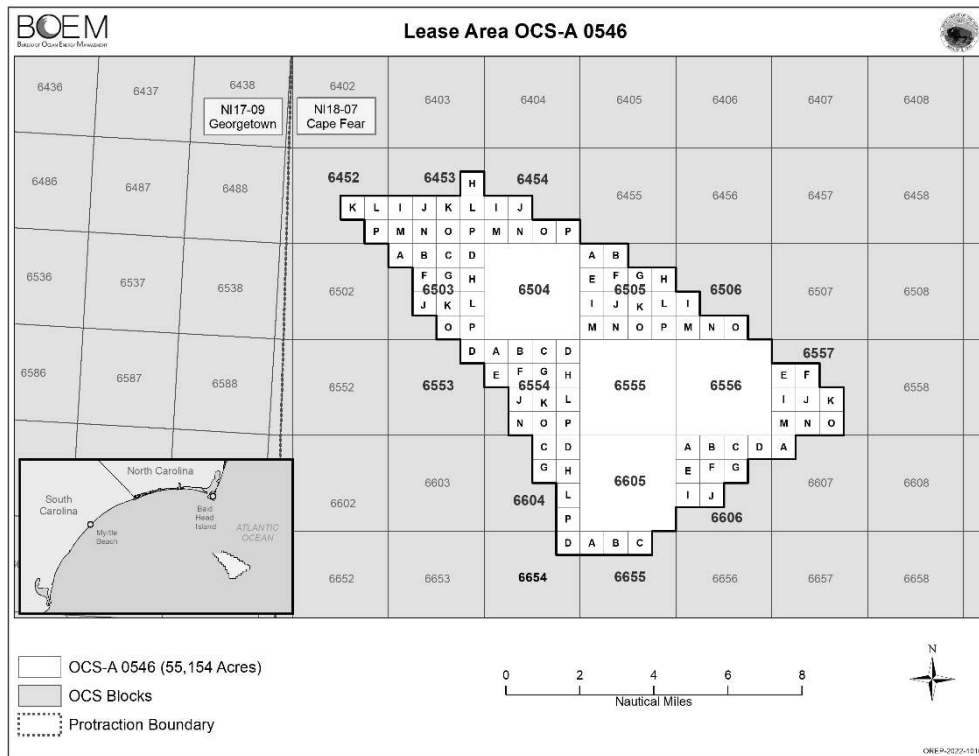 BOEM
BUREAU OF OCEAN ENERGY MANAGEMENT
Lease Area OCS-A 0546
6436 6437 6438 6402 6403 6404 6405 6406 6407 6408
NI17-09 Georgetown
NI18-07 Cape Fear
6486 6487 6488 6452 6453 6454 6455 6456 6457 6458
H
K L I J K L I J
P M N O P M N O P
6536 6537 6538 6502 6503 6504 6505 6506 6507 6508
A B C D A B
F G H E F G H
J K L I J K L I
O P M N O P M N O
6586 6587 6588 6552 6553 6554 6555 6556 6557 6558
D A B C D
E F G H E F
J K L I J K
N O P M N O
6602 6603 6604 6605 6606 6607 6608
C D A B C D A
G H E F G
L I J
P
D A B C
6652 6653 6654 6655 6656 6657 6658
North Carolina
South Carolina
Bald Head Island
Myrtle Beach
ATLANTIC OCEAN
OCS-A 0546 (55,154 Acres)
OCS Blocks
Protraction Boundary
0 2 4 6 8
Nautical Miles
N